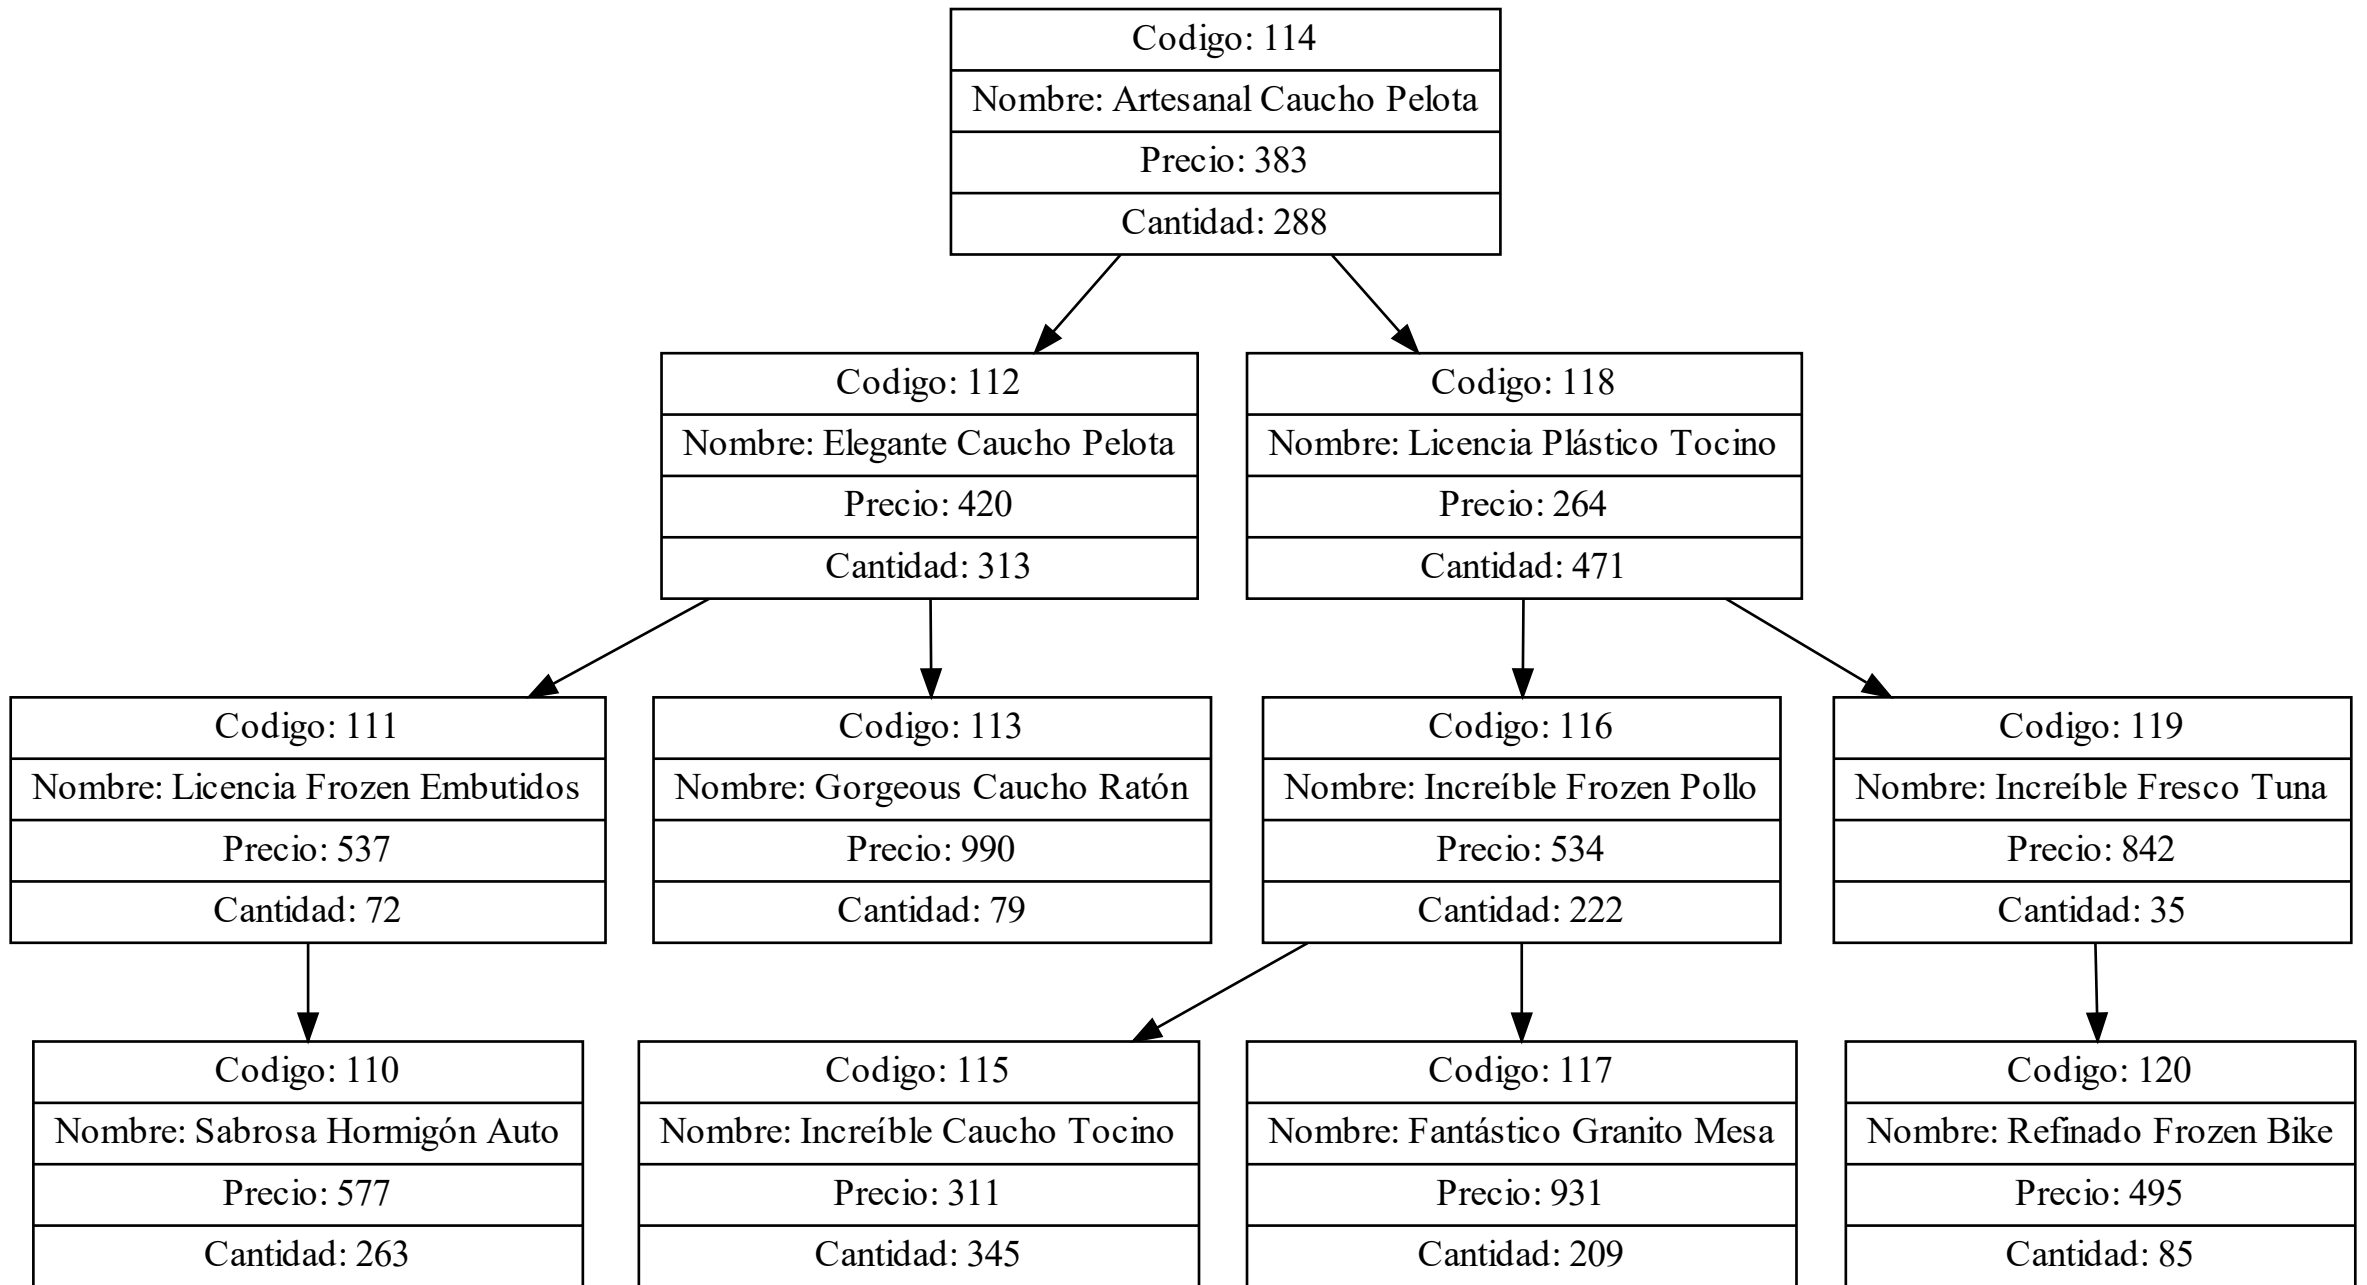 Codigo: 114
Nombre: Artesanal Caucho Pelota
Precio: 383
Cantidad: 288
Codigo: 112
Nombre: Elegante Caucho Pelota
Precio: 420
Cantidad: 313
Codigo: 118
Nombre: Licencia Plástico Tocino
Precio: 264
Cantidad: 471
Codigo: 111
Nombre: Licencia Frozen Embutidos
Precio: 537
Cantidad: 72
Codigo: 113
Nombre: Gorgeous Caucho Ratón
Precio: 990
Cantidad: 79
Codigo: 116
Nombre: Increíble Frozen Pollo
Precio: 534
Cantidad: 222
Codigo: 119
Nombre: Increíble Fresco Tuna
Precio: 842
Cantidad: 35
Codigo: 110
Nombre: Sabrosa Hormigón Auto
Precio: 577
Cantidad: 263
Codigo: 115
Nombre: Increíble Caucho Tocino
Precio: 311
Cantidad: 345
Codigo: 117
Nombre: Fantástico Granito Mesa
Precio: 931
Cantidad: 209
Codigo: 120
Nombre: Refinado Frozen Bike
Precio: 495
Cantidad: 85